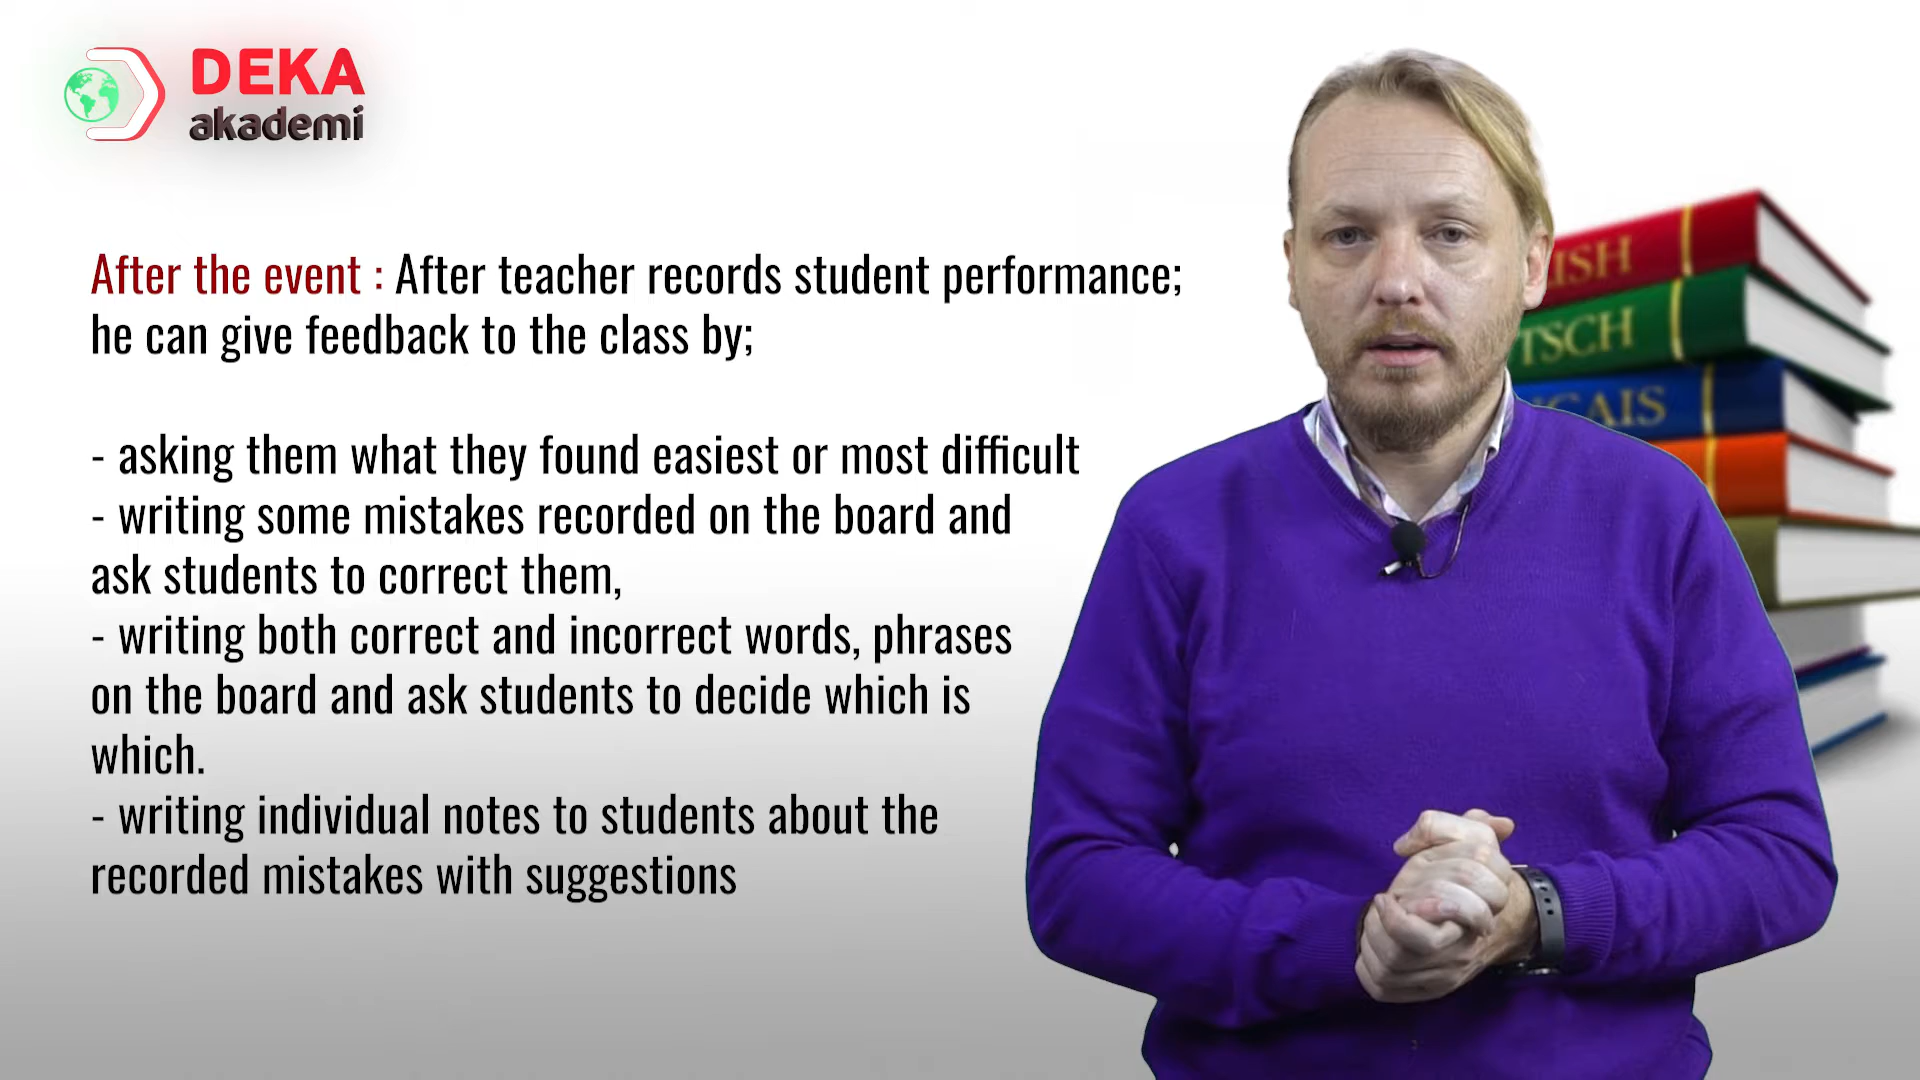 DEKA
akademi
After the event : After teacher records student performance;
he can give feedback to the class by;
- asking them what they found easiest or most difficult
- writing some mistakes recorded on the board and
ask students to correct them,
- writing both correct and incorrect words, phrases
on the board and ask students to decide which is
which.
- writing individual notes to students about the
recorded mistakes with suggestions
ISH
TSCH
ÇAIS